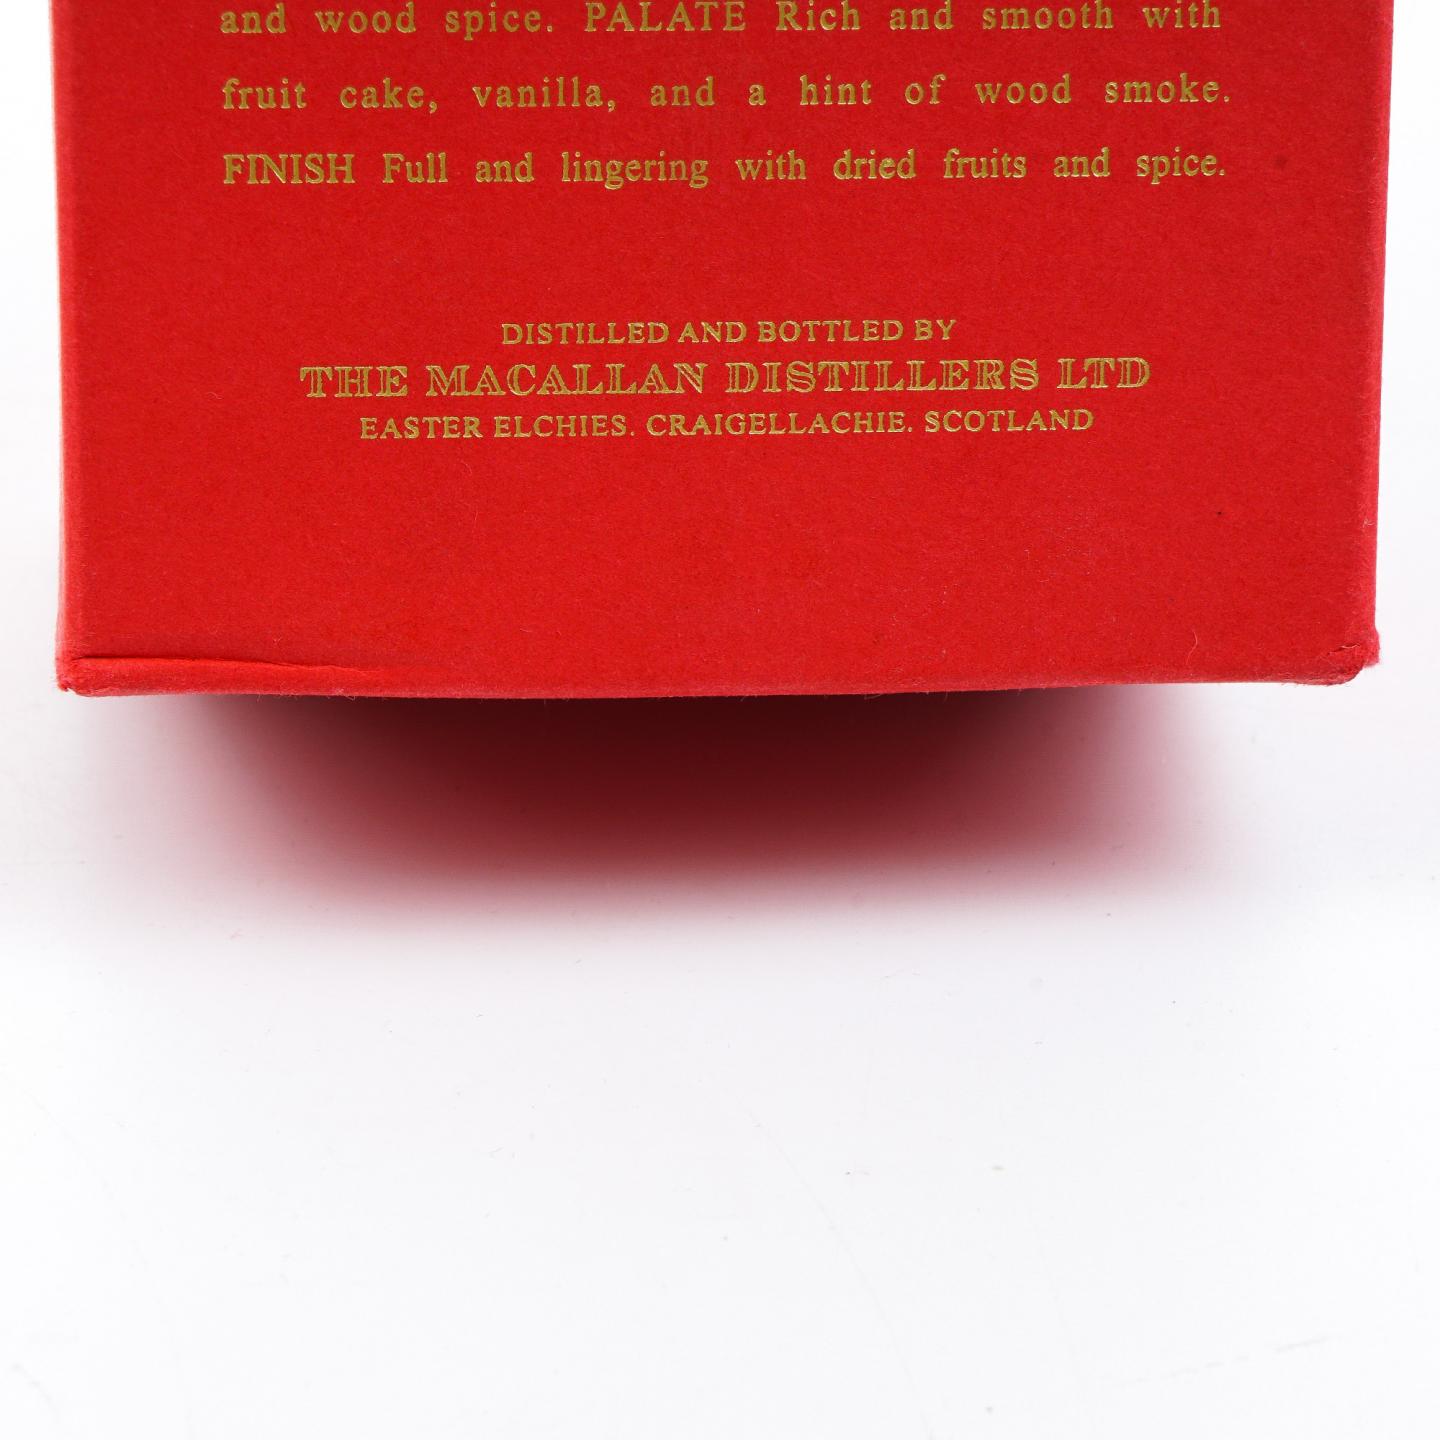 and wood spice. PALATE Rich and smooth with
fruit cake, vanilla, and a hint of wood smoke.
FINISH Full and lingering with dried fruits and spice.
DISTILLED AND BOTTLED BY
THE MACALLAN DISTILLERS LTD
EASTER ELCHIES. CRAIGELLACHIE. SCOTLAND